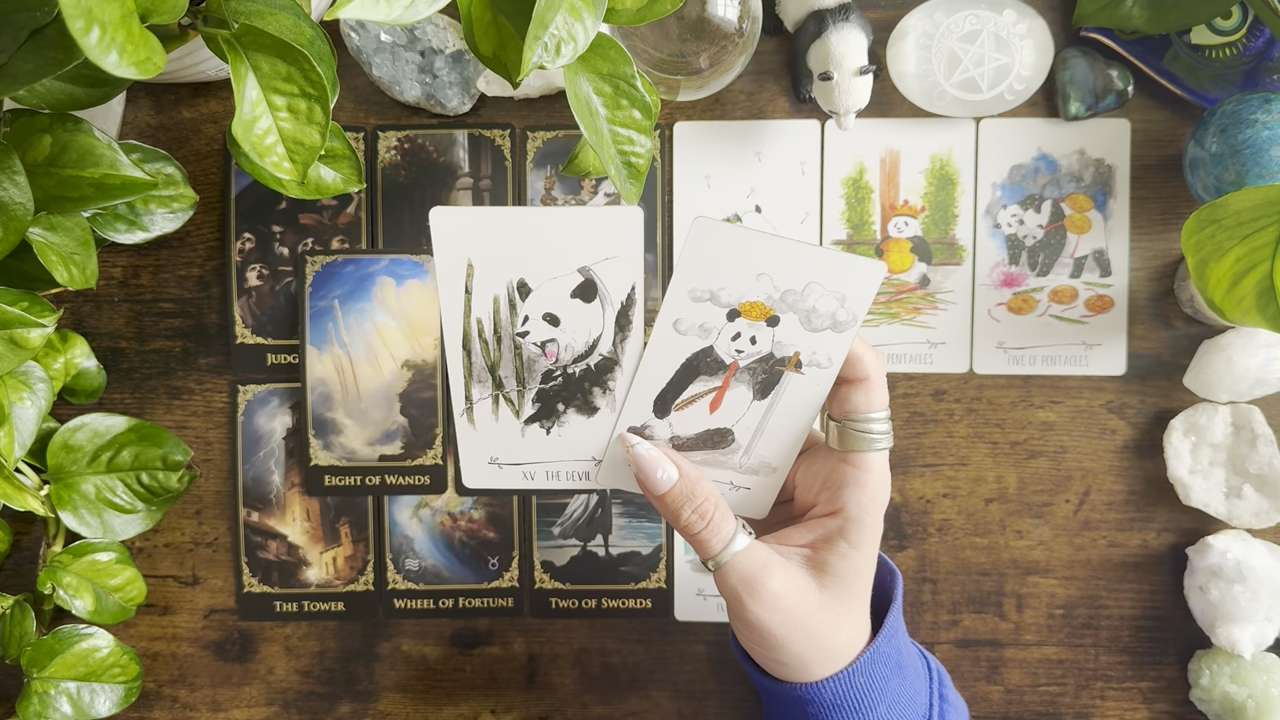 JUDG
PENTACLES
FIVE OF PENTACLES
EIGHT OF WANDS
XV THE DEVIL
THE TOWER
WHEEL OF FORTUNE
TWO OF SWORDS